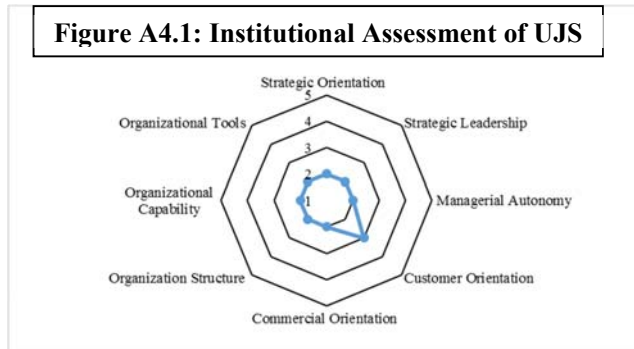 Figure A4.1: Institutional Assessment of UJS
Strategic Orientation
5
Organizational Tools
4
Strategic Leadership
3
2
Organizational
Capability
1
Managerial Autonomy
Organization Structure
Customer Orientation
Commercial Orientation